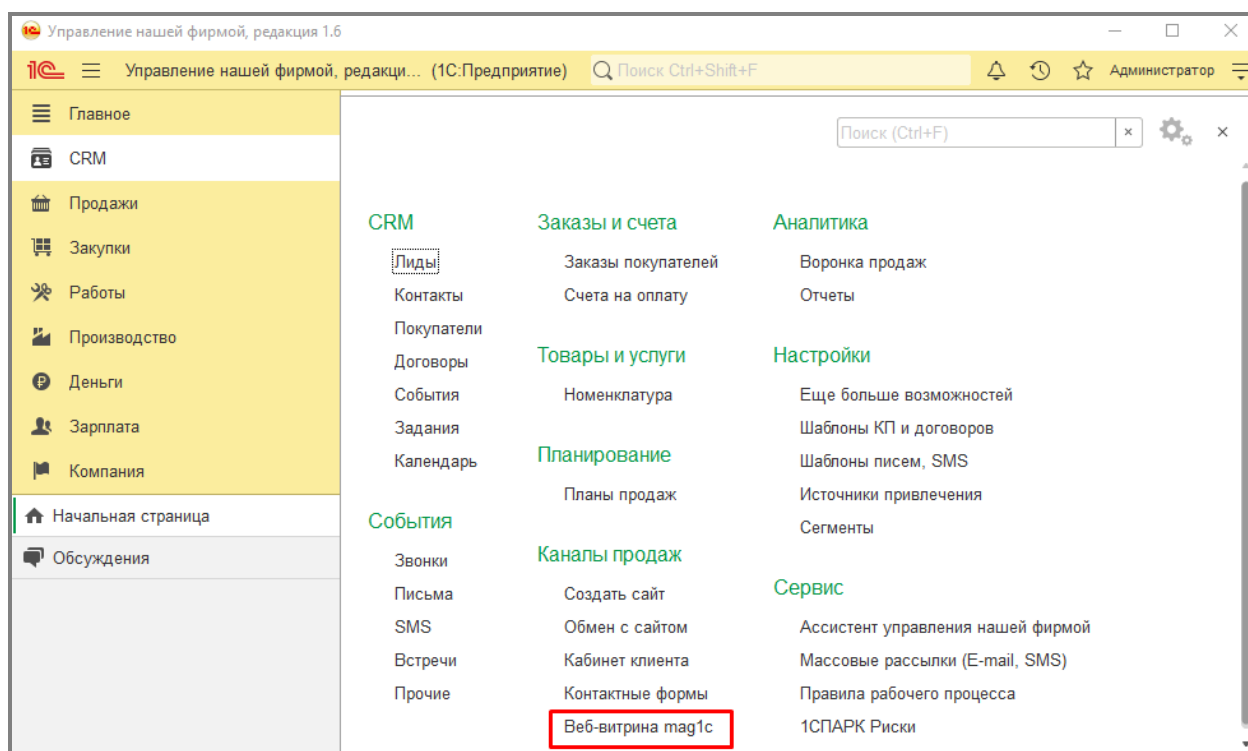 Управление нашей фирмой, редакция 1.6
1С Управление нашей фирмой, редакци... (1С:Предприятие) Поиск Ctrl+Shift+F Администратор
Главное
CRM
Продажи
Закупки
Работы
Производство
Деньги
Зарплата
Компания
Начальная страница
Обсуждения
Поиск (Ctrl+F)
CRM
Лиды
Контакты
Покупатели
Договоры
События
Задания
Календарь
События
Звонки
Письма
SMS
Встречи
Прочие
Заказы и счета
Заказы покупателей
Счета на оплату
Товары и услуги
Номенклатура
Планирование
Планы продаж
Каналы продаж
Создать сайт
Обмен с сайтом
Кабинет клиента
Контактные формы
Веб-витрина mag1c
Аналитика
Воронка продаж
Отчеты
Настройки
Еще больше возможностей
Шаблоны КП и договоров
Шаблоны писем, SMS
Источники привлечения
Сегменты
Сервис
Ассистент управления нашей фирмой
Массовые рассылки (E-mail, SMS)
Правила рабочего процесса
1СПАРК Риски